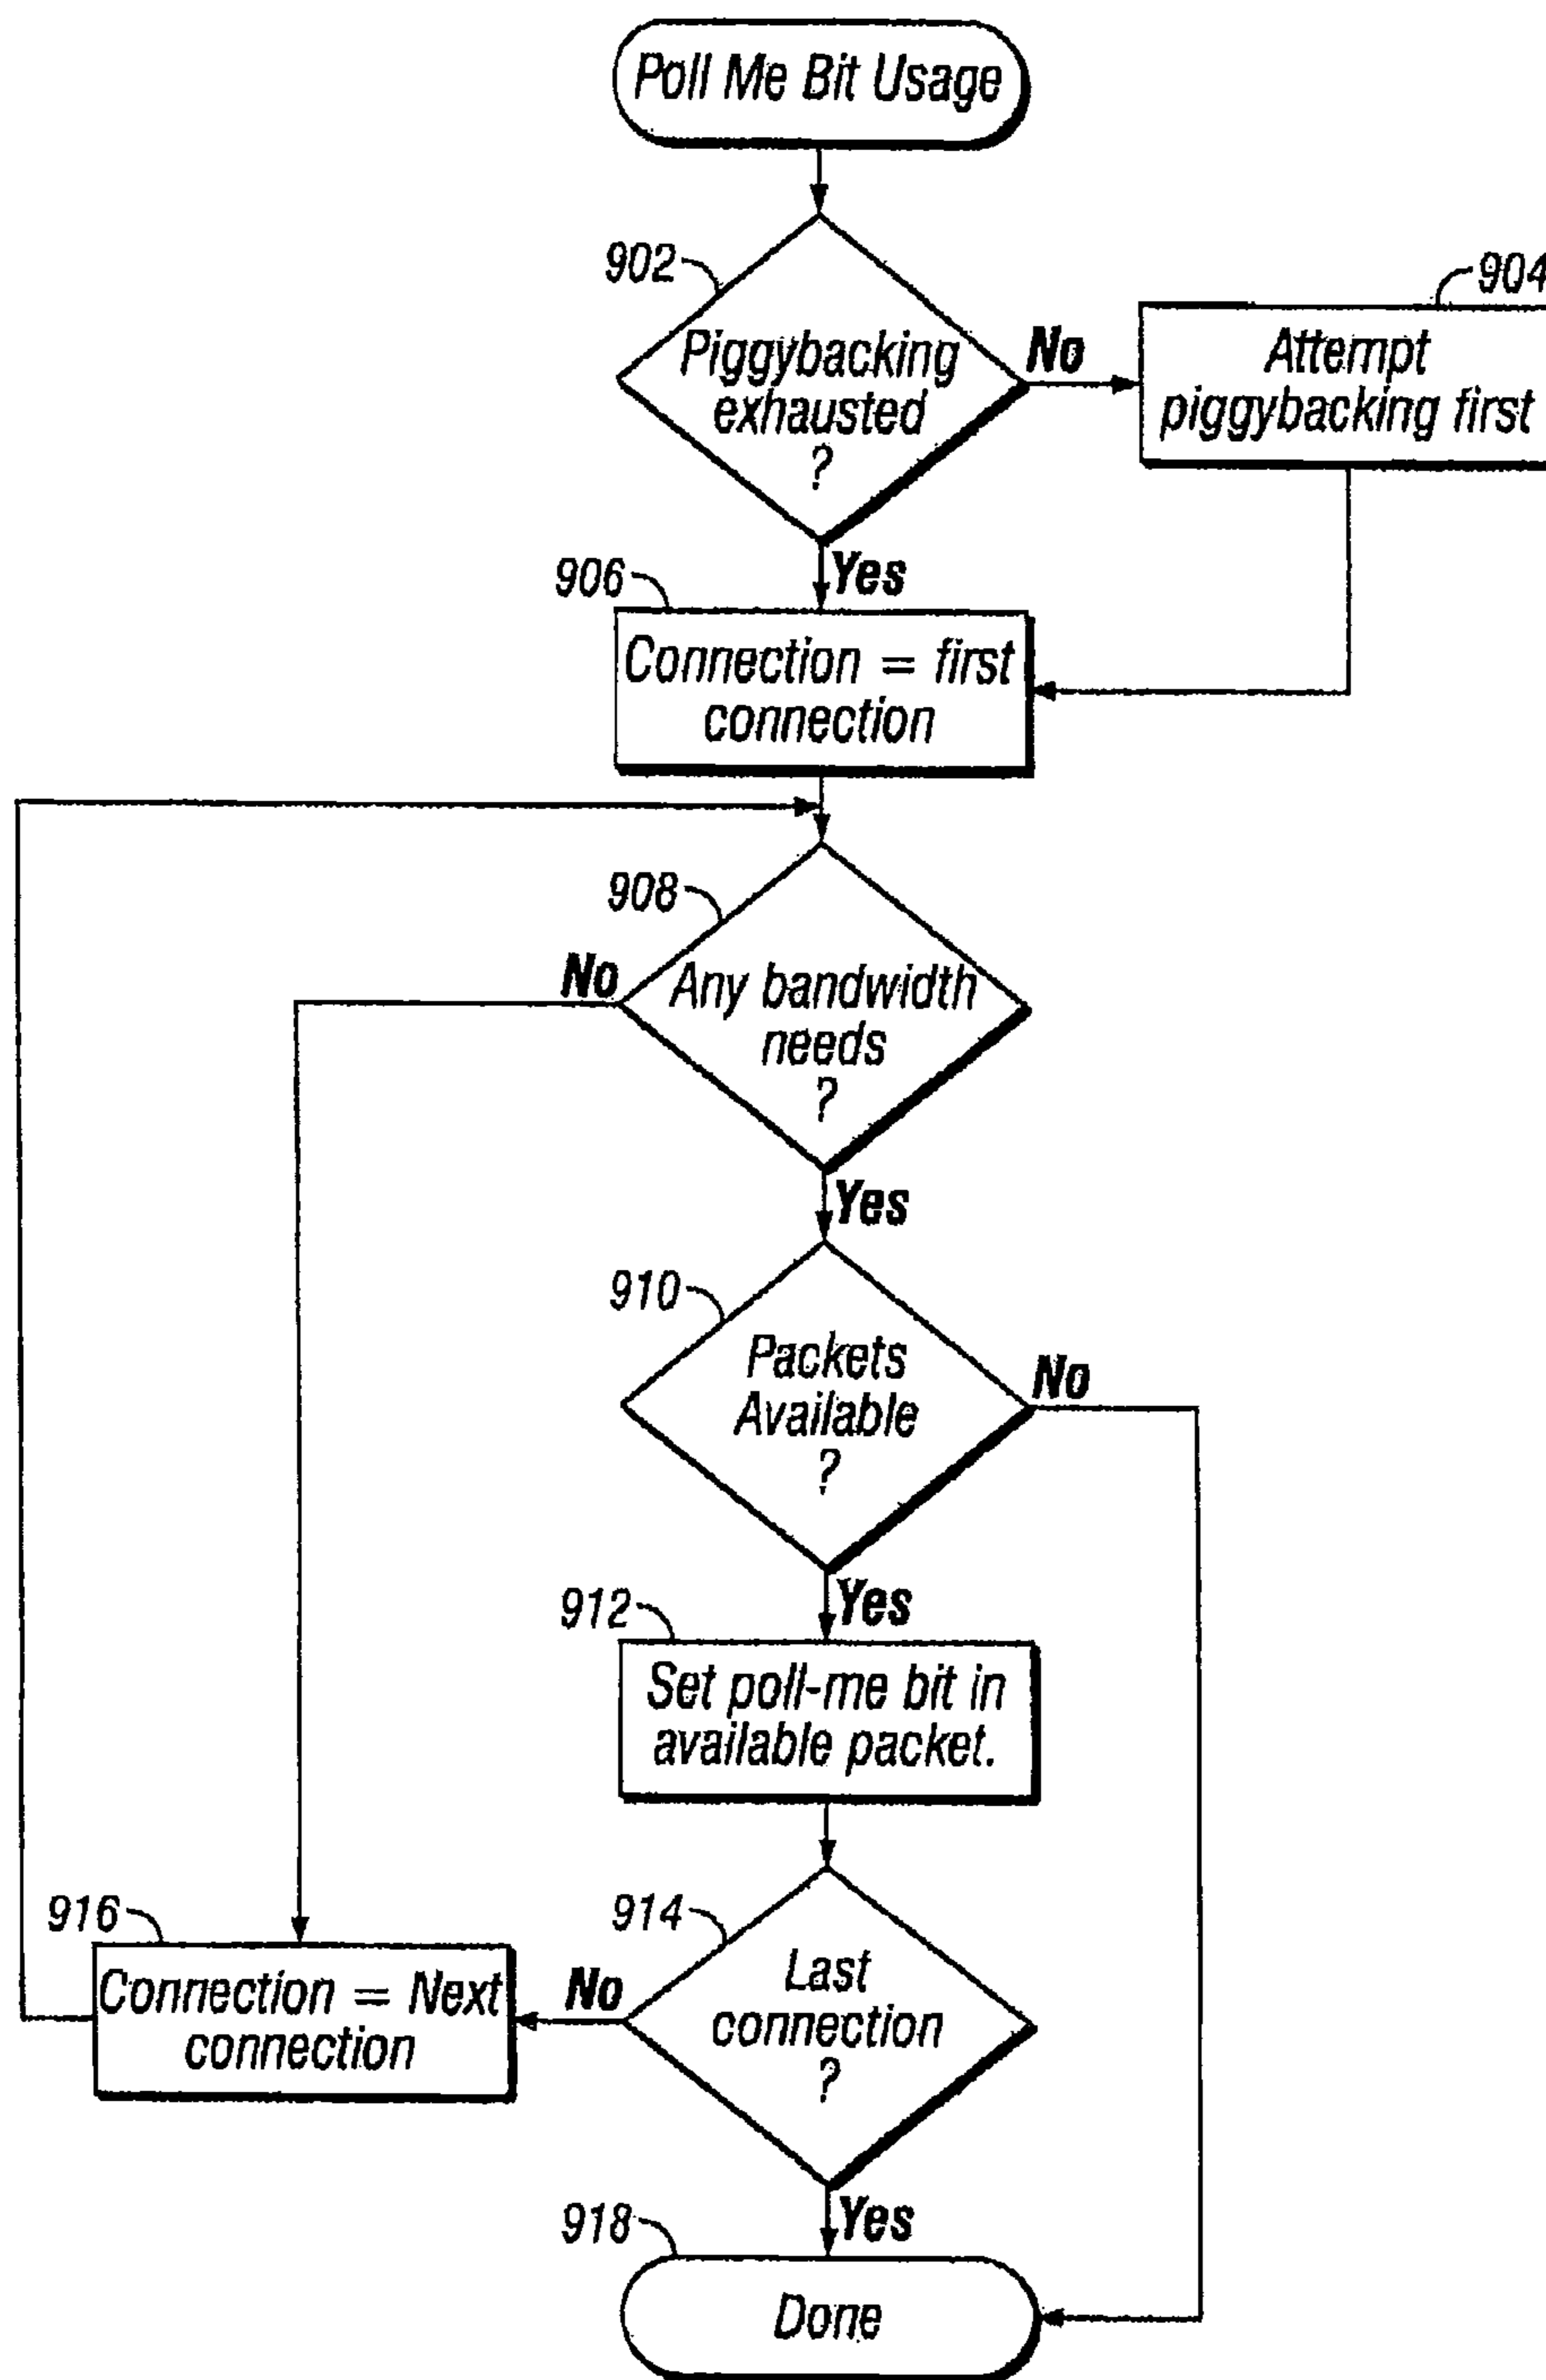 Poll Me Bit Usage
902
Piggybacking
exhausted
?
No
904
Attempt
piggybacking first
Yes
906
Connection = first
connection
908
No
Any bandwidth
needs
?
Yes
910
Packets
Available
?
No
Yes
912
Set poll-me bit in
available packet.
916
Connection = Next
connection
No
914
Last
connection
?
Yes
918
Done